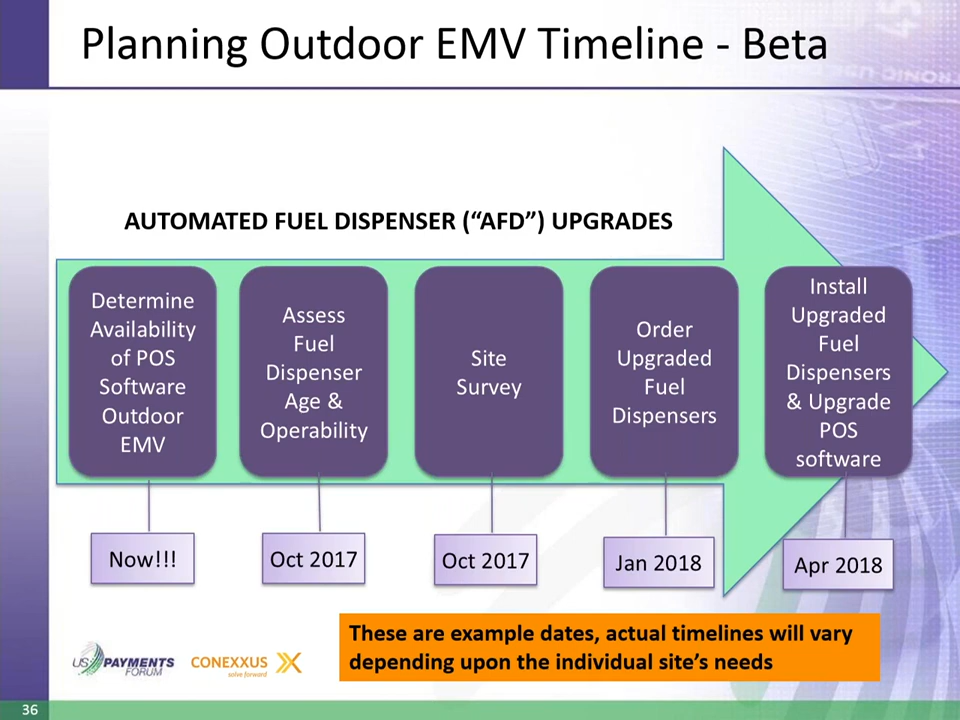 Planning Outdoor EMV Timeline - Beta
AUTOMATED FUEL DISPENSER (“AFD”) UPGRADES
Determine
Availability
of POS
Software
Outdoor
EMV
Assess
Fuel
Dispenser
Age &
Operability
Site
Survey
Order
Upgraded
Fuel
Dispensers
Install
Upgraded
Fuel
Dispensers
& Upgrade
POS
software
Now!!!
Oct 2017
Oct 2017
Jan 2018
Apr 2018
These are example dates, actual timelines will vary
depending upon the individual site’s needs
US PAYMENTS
FORUM
CONEXXUS
solve forward
36